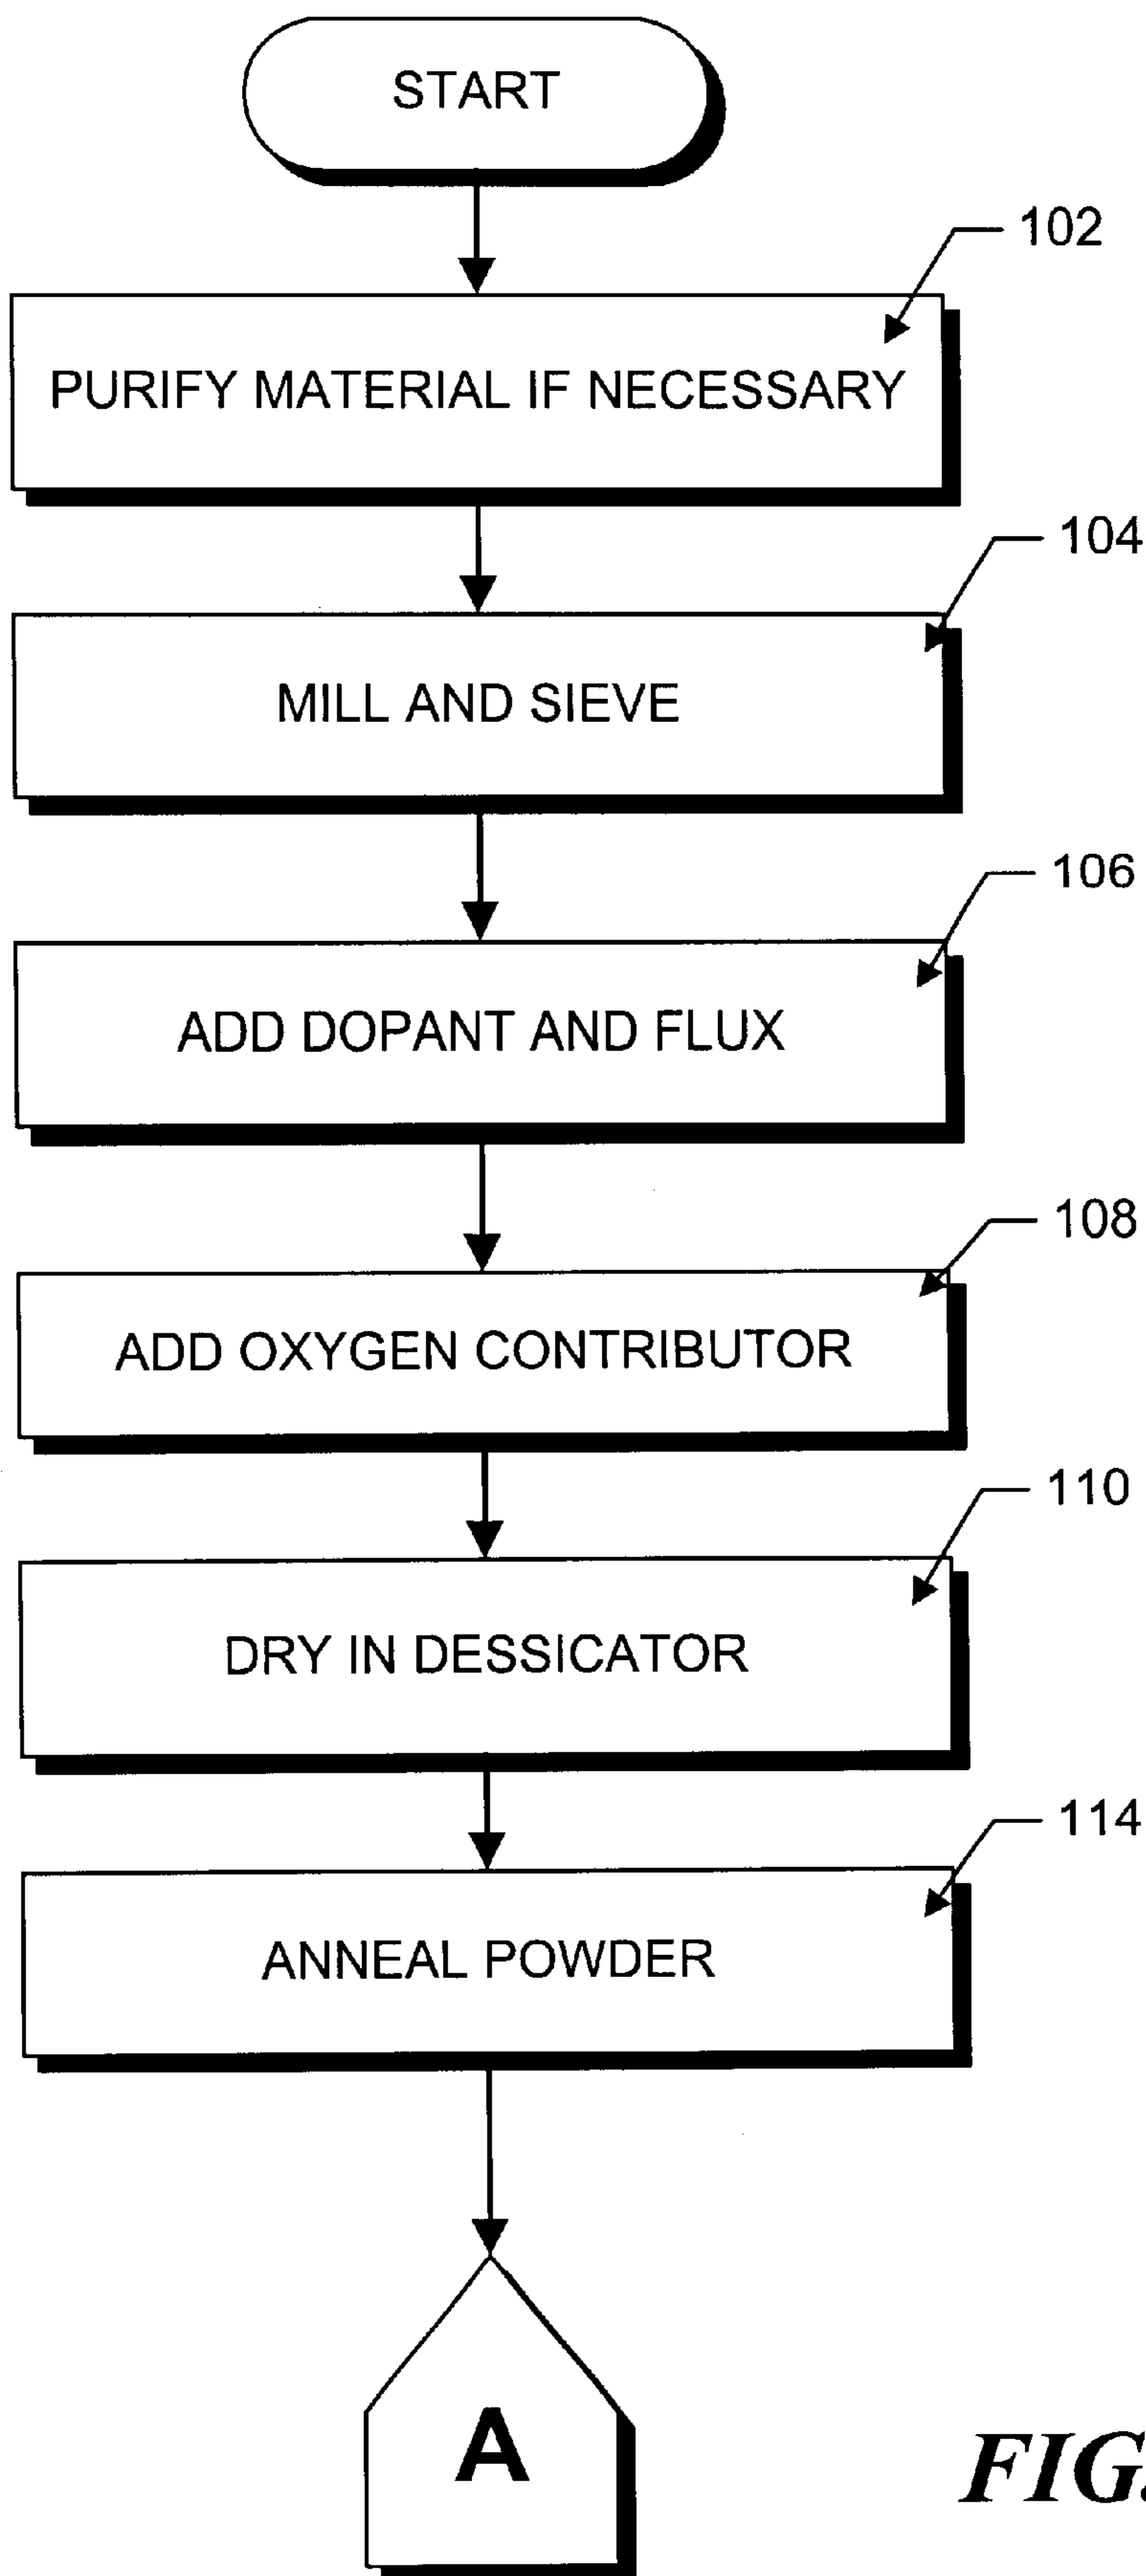 START
102
PURIFY MATERIAL IF NECESSARY
104
MILL AND SIEVE
106
ADD DOPANT AND FLUX
108
ADD OXYGEN CONTRIBUTOR
110
DRY IN DESSICATOR
114
ANNEAL POWDER
A
FIG.